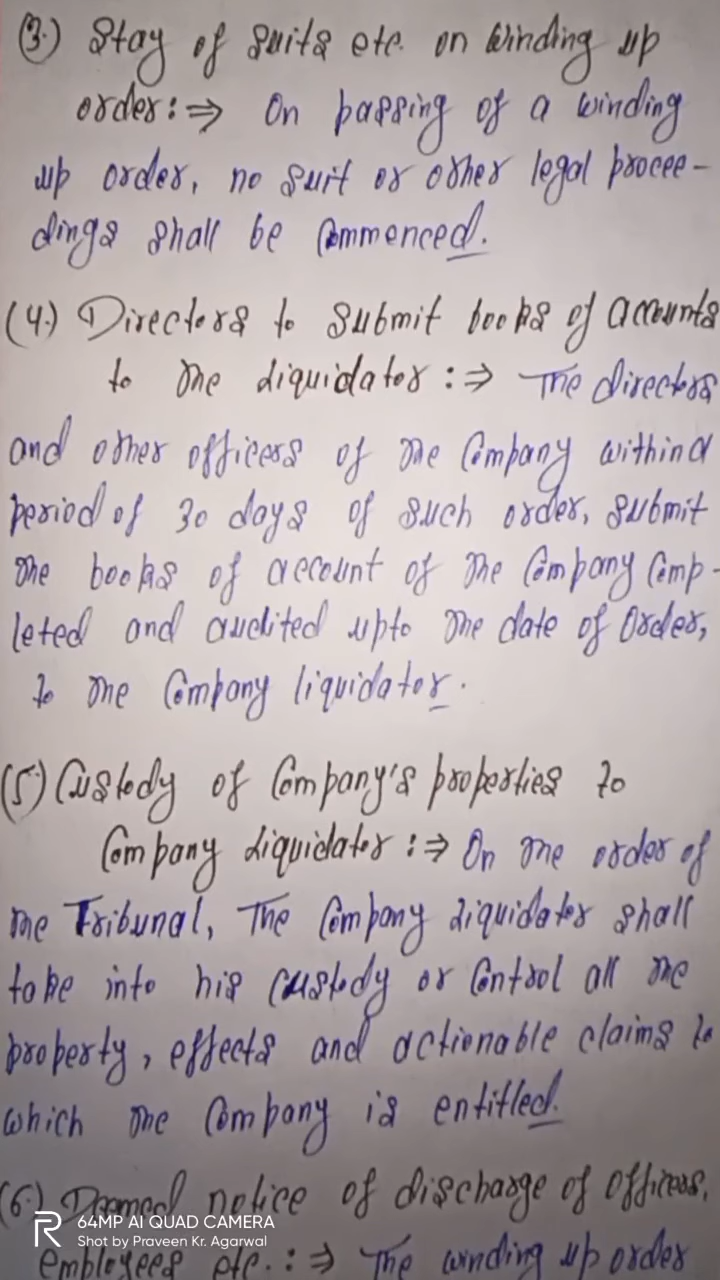 (3.) Stay of suits etc. on winding up
order :⇒ On passing of a winding
up order, no suit or other legal procee-
dings shall be Commenced.
(4.) Directors to submit books of accounts
to the Liquidator :⇒ The directors
and other officers of the Company within a
period of 30 days of such order, submit
the books of account of the Company Comp-
leted and audited upto the date of Order,
to the Company liquidator.
(5.) Custody of Company's properties to
Company Liquidator :⇒ On the order of
the Tribunal, The Company Liquidator shall
take into his custody or Control all the
property, effects and actionable claims to
which the Company is entitled.
(6.) Deemed notice of discharge of Officers,
employees etc. :⇒ The winding up order
R
64MP AI QUAD CAMERA
Shot by Praveen Kr. Agarwal